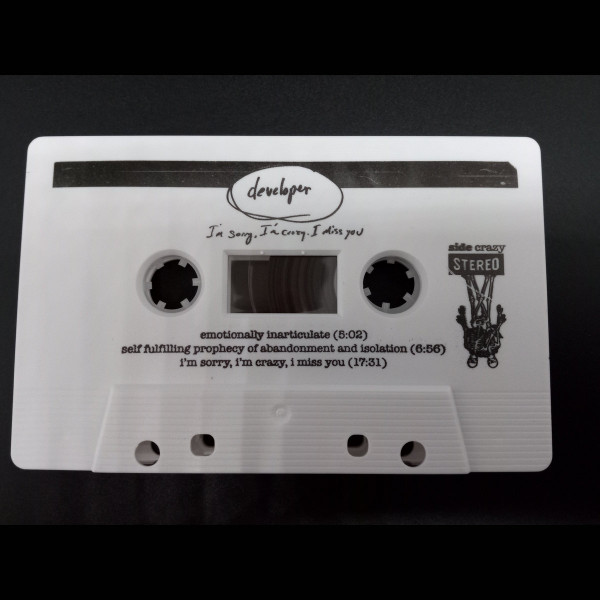 developer
I'm sorry, I'm crazy. I miss you
side crazy
STEREO
emotionally inarticulate (5:02)
self fulfilling prophecy of abandonment and isolation (6:56)
i'm sorry, i'm crazy, i miss you (17:31)